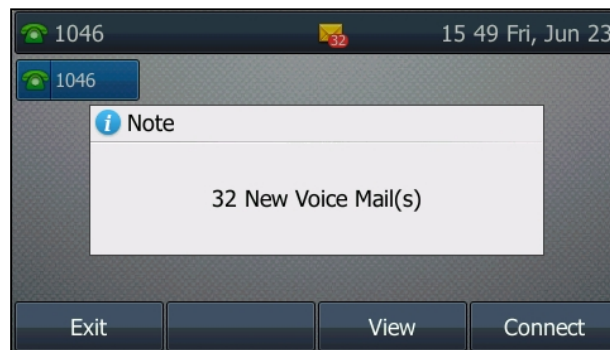 1046 32 15 49 Fri, Jun 23
1046
i Note
32 New Voice Mail(s)
Exit View Connect